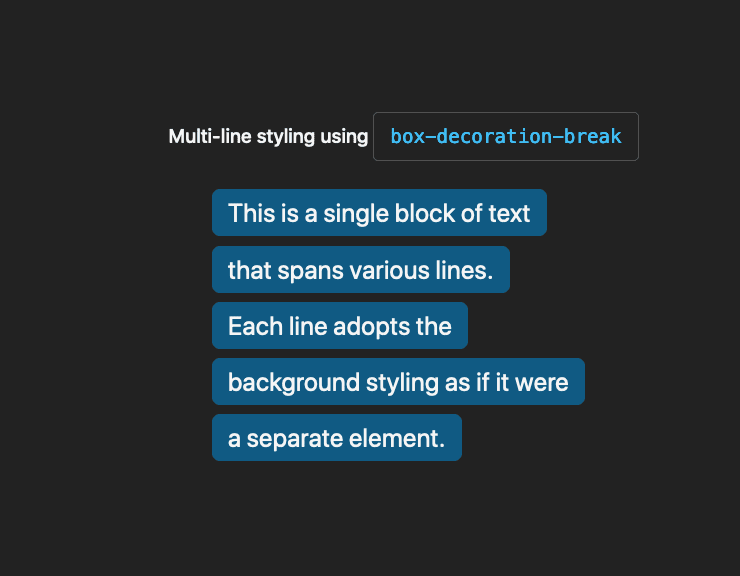 Multi-line styling using box-decoration-break
This is a single block of text
that spans various lines.
Each line adopts the
background styling as if it were
a separate element.